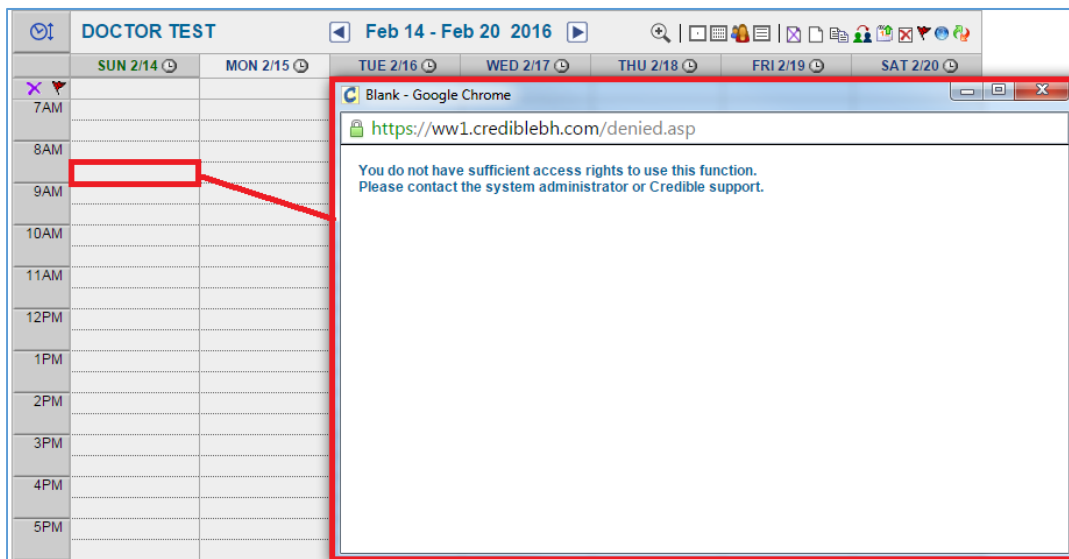 DOCTOR TEST Feb 14 - Feb 20 2016
SUN 2/14 MON 2/15 TUE 2/16 WED 2/17 THU 2/18 FRI 2/19 SAT 2/20
Blank - Google Chrome
https://ww1.crediblebh.com/denied.asp
You do not have sufficient access rights to use this function.
Please contact the system administrator or Credible support.
7AM
8AM
9AM
10AM
11AM
12PM
1PM
2PM
3PM
4PM
5PM